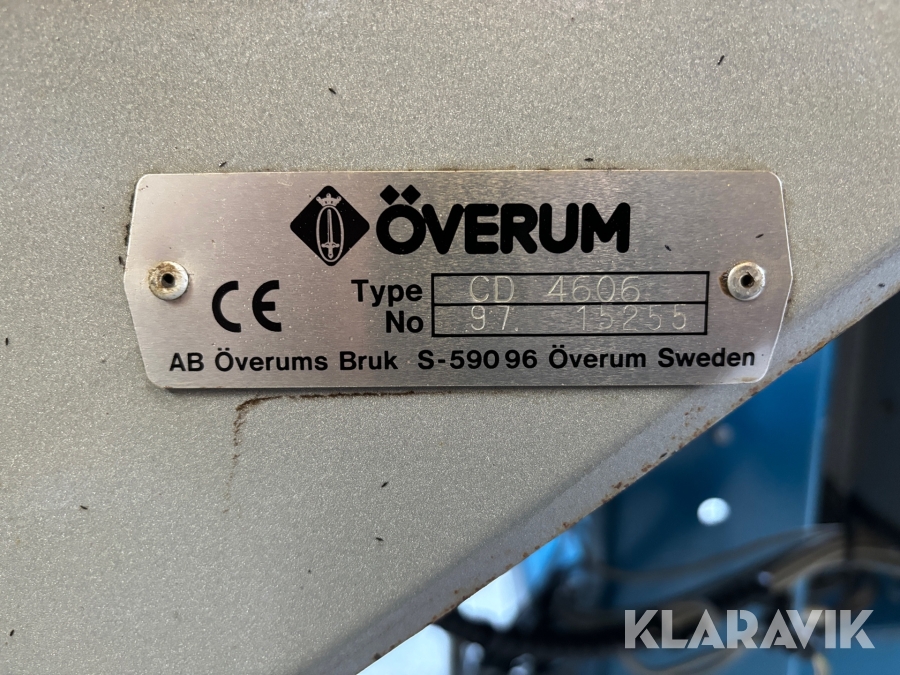 ÖVERUM
CE
Type CD 4606
No 97. 15255
AB Överums Bruk S-590 96 Överum Sweden
KLARAVIK